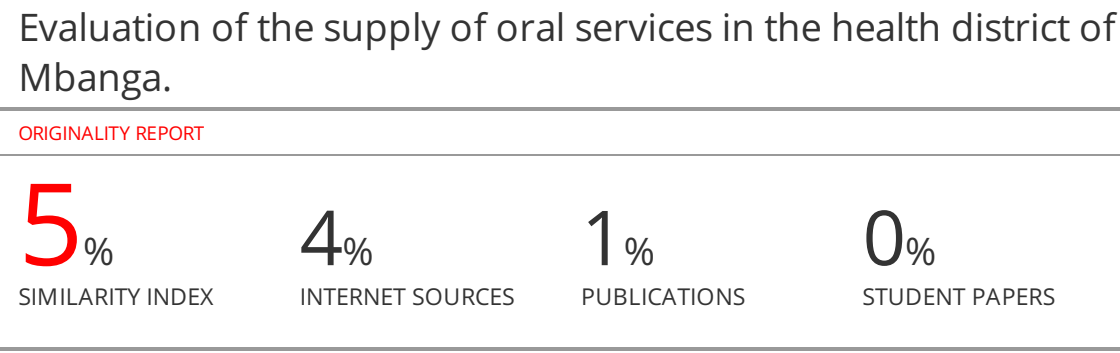 Evaluation of the supply of oral services in the health district of
Mbanga.
ORIGINALITY REPORT
5% 4% 1% 0%
SIMILARITY INDEX INTERNET SOURCES PUBLICATIONS STUDENT PAPERS